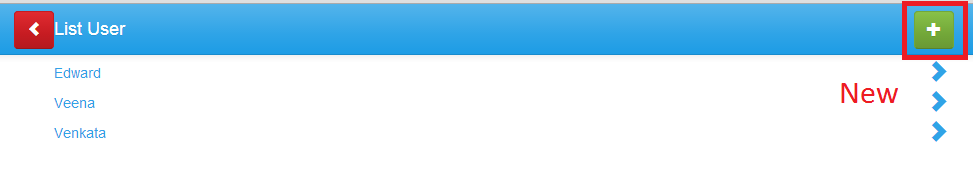 List User
Edward
New
Veena
Venkata